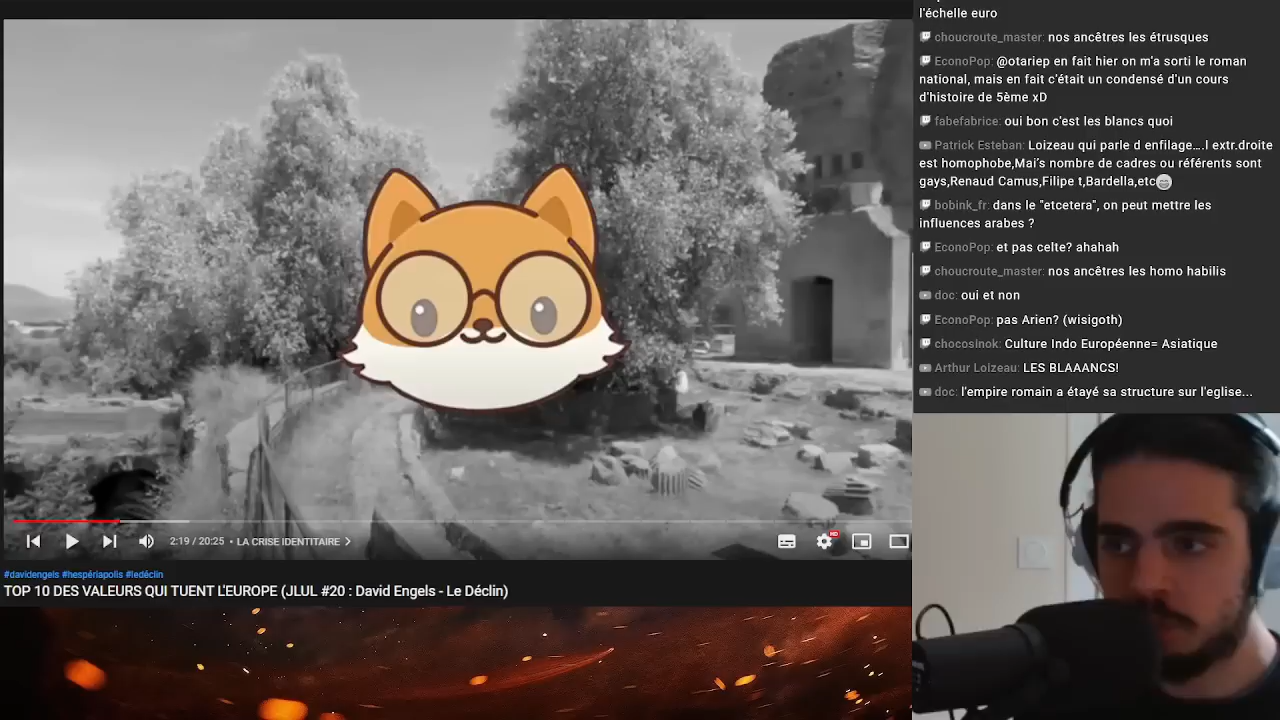 l'échelle euro
choucroute_master: nos ancêtres les étrusques
EconoPop: @otariep en fait hier on m'a sorti le roman
national, mais en fait c'était un condensé d'un cours
d'histoire de 5ème xD
fabefabrice: oui bon c'est les blancs quoi
Patrick Esteban: Loizeau qui parle d enfilage….l extr.droite
est homophobe,Mai's nombre de cadres ou référents sont
gays,Renaud Camus,Filipe t,Bardella,etc
bobink_fr: dans le "etcetera", on peut mettre les
influences arabes ?
EconoPop: et pas celte? ahahah
choucroute_master: nos ancêtres les homo habilis
doc: oui et non
EconoPop: pas Arien? (wisigoth)
chocosinok: Culture Indo Européenne= Asiatique
Arthur Loizeau: LES BLAAANCS!
doc: l'empire romain a étayé sa structure sur l'eglise...
2:19 / 20:25 • LA CRISE IDENTITAIRE
HD
#davidengels #hespériapolis #ledéclin
TOP 10 DES VALEURS QUI TUENT L'EUROPE (JLUL #20 : David Engels - Le Déclin)